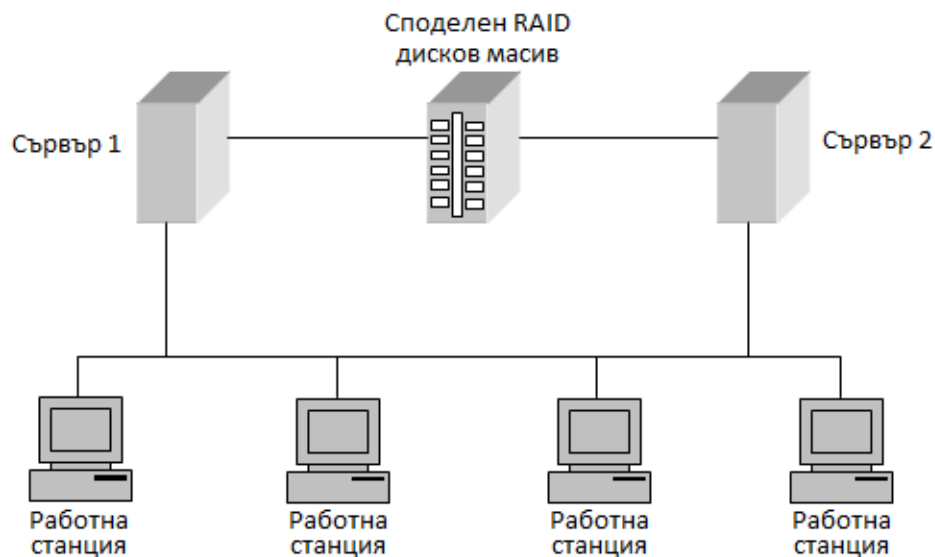 Споделен RAID
дисков масив
Сървър 1
Сървър 2
Работна
станция
Работна
станция
Работна
станция
Работна
станция